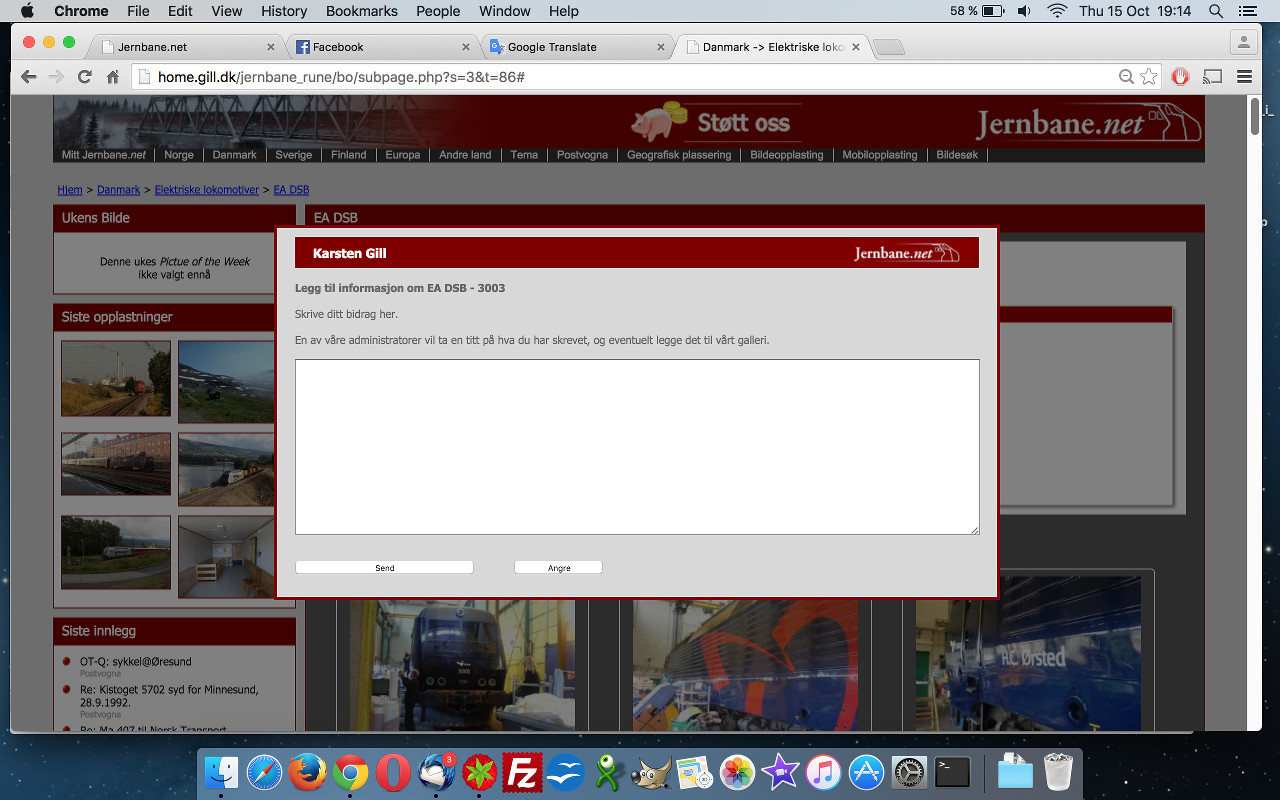 Chrome File Edit View History Bookmarks People Window Help 58 % Thu 15 Oct 19:14
Jernbane.net Facebook Google Translate Danmark -> Elektriske loko
home.gill.dk/jernbane_rune/bo/subpage.php?s=3&t=86#
Støtt oss Jernbane.net
Mitt Jernbane.net Norge Danmark Sverige Finland Europa Andre land Tema Postvogna Geografisk plassering Bildeopplasting Mobilopplasting Bildesøk
Hjem > Danmark > Elektriske lokomotiver > EA DSB
Ukens Bilde
Denne ukes Pictue of the Week
ikke valgt ennå
Siste opplastninger
Siste innlegg
OT-Q: sykkel@Øresund
Postvogna
Re: Kistoget 5702 syd for Minnesund,
28.9.1992.
Postvogna
Re: Ma 407 til Norsk Transport
EA DSB
Karsten Gill Jernbane.net
Legg til informasjon om EA DSB - 3003
Skrive ditt bidrag her.
En av våre administratorer vil ta en titt på hva du har skrevet, og eventuelt legge det til vårt galleri.
Send Angre
H.C. Ørsted
3
Fz
>_